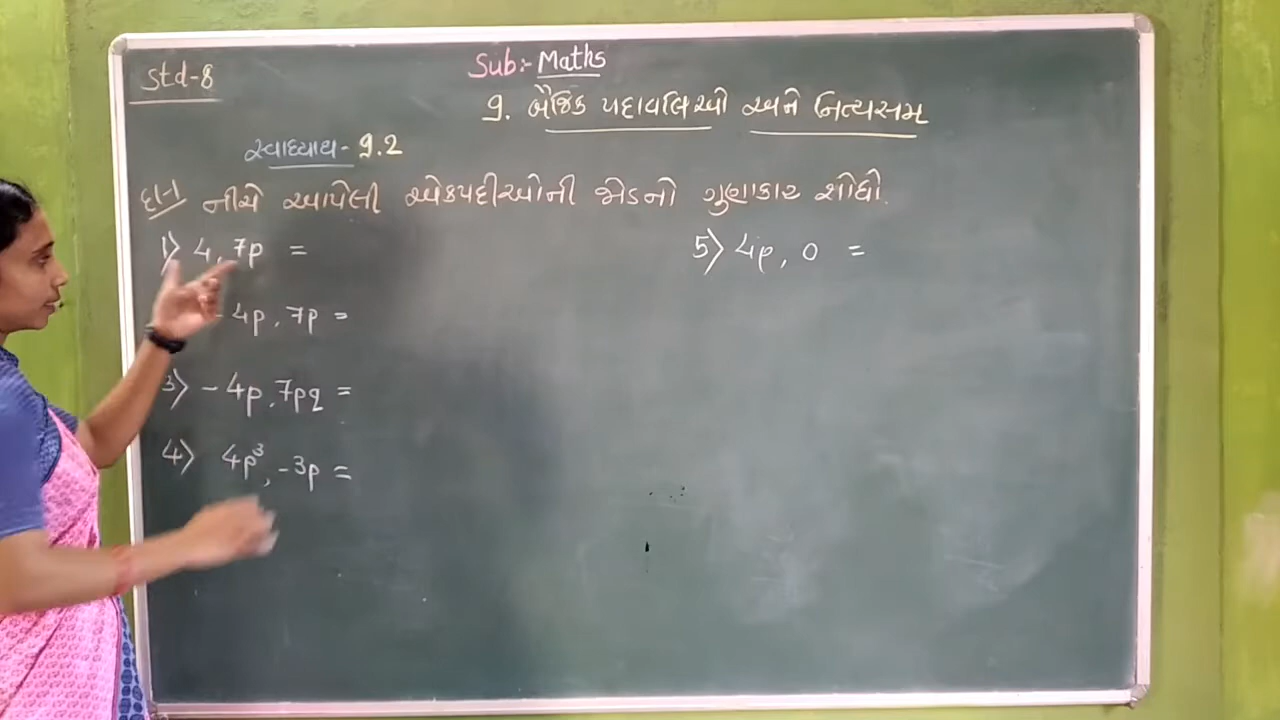 Std-8
Sub:- Maths
9. બૈજિક પદાવલિઓ અને નિત્યસમ
સ્વાધ્યાય- 9.2
દા-1 નીચે આપેલી એકપદીઓની જોડનો ગુણાકાર શોધો.
1) 4, 7p =
- 4p, 7p =
3) - 4p, 7pq =
4) 4p³, -3p =
5) 4p, 0 =